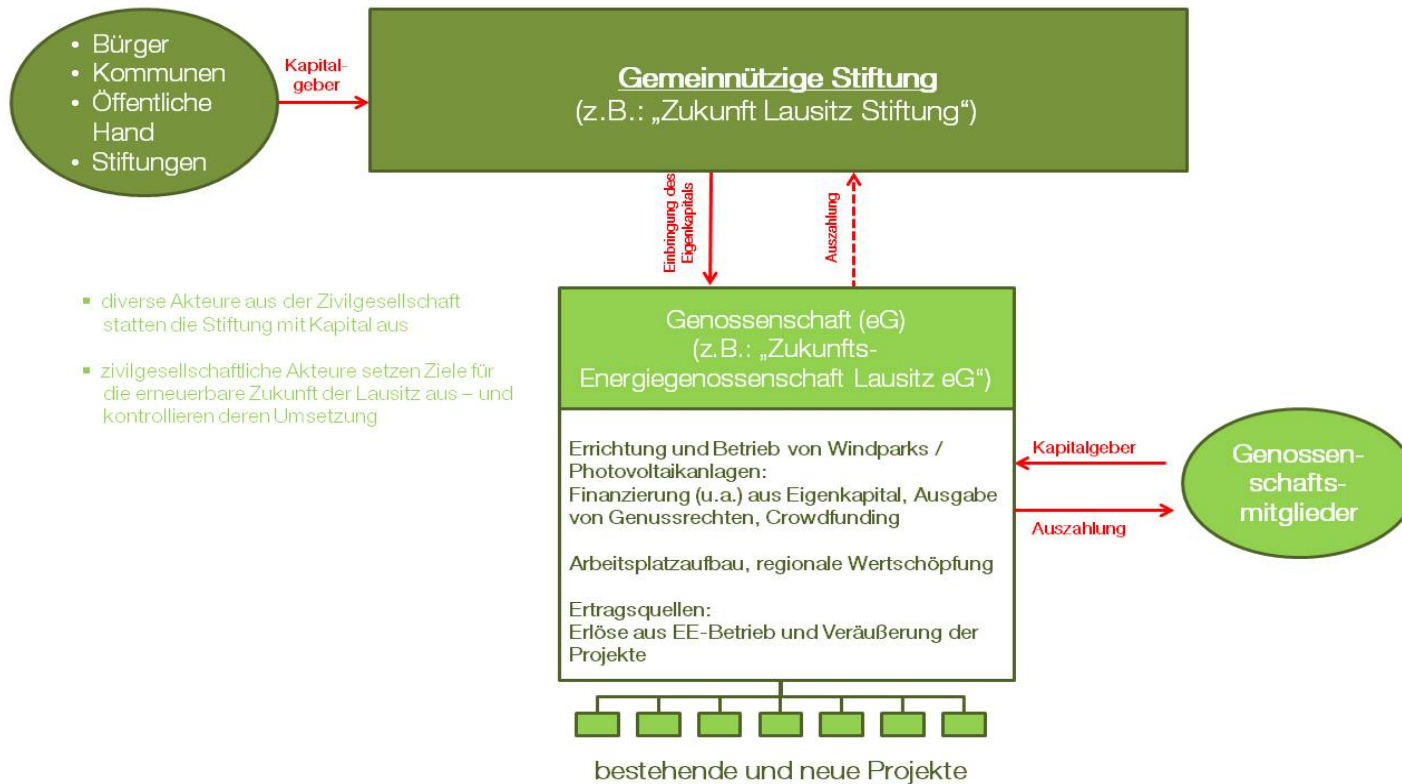 • Bürger
• Kommunen
• Öffentliche
Hand
• Stiftungen
Kapital-
geber
Gemeinnützige Stiftung
(z.B.: „Zukunft Lausitz Stiftung“)
Einbringung des
Eigenkapitals
Auszahlung
▪ diverse Akteure aus der Zivilgesellschaft
statten die Stiftung mit Kapital aus
▪ zivilgesellschaftliche Akteure setzen Ziele für
die erneuerbare Zukunft der Lausitz aus – und
kontrollieren deren Umsetzung
Genossenschaft (eG)
(z.B.: „Zukunfts-
Energiegenossenschaft Lausitz eG“)
Errichtung und Betrieb von Windparks /
Photovoltaikanlagen:
Finanzierung (u.a.) aus Eigenkapital, Ausgabe
von Genussrechten, Crowdfunding
Arbeitsplatzaufbau, regionale Wertschöpfung
Ertragsquellen:
Erlöse aus EE-Betrieb und Veräußerung der
Projekte
Kapitalgeber
Auszahlung
Genossen-
schafts-
mitglieder
bestehende und neue Projekte